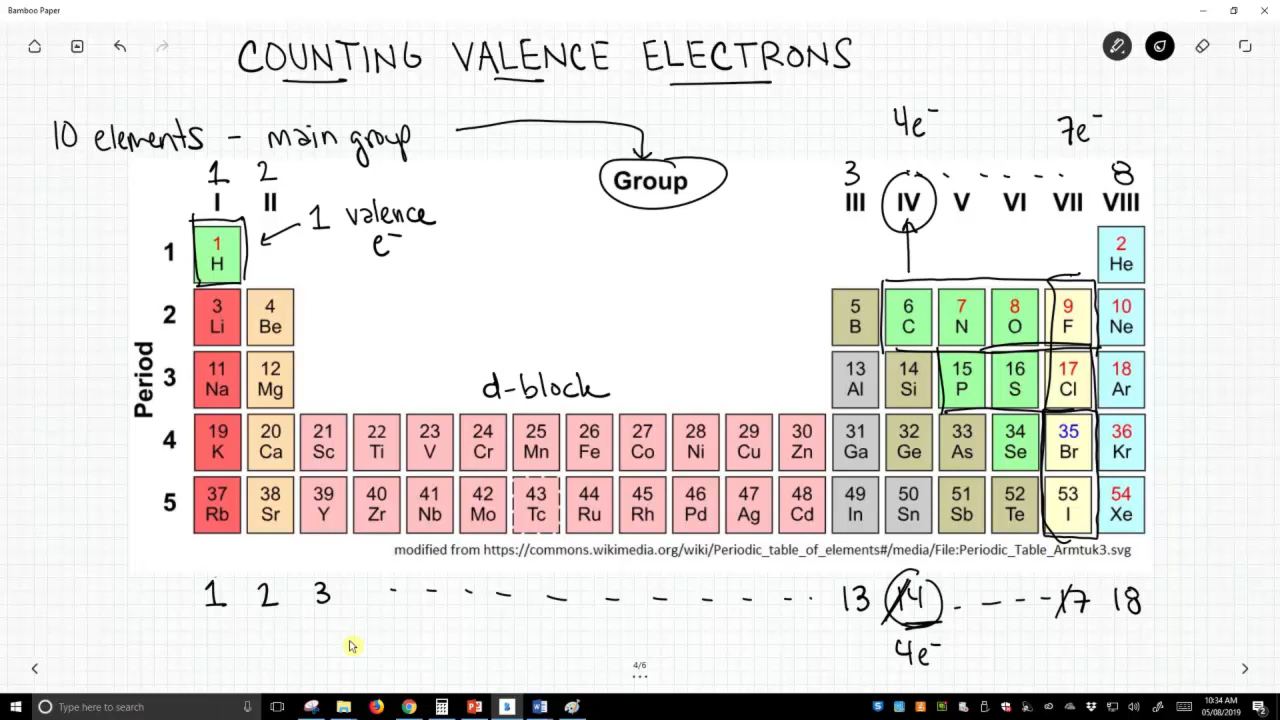 Bamboo Paper
COUNTING VALENCE ELECTRONS
10 elements - main group
4e⁻ 7e⁻
1 2 3 - - - - - - 8
Group
I II III IV V VI VII VIII
1 valence
e⁻
1
1 H
2 He
2
3 Li
4 Be
5 B
6 C
7 N
8 O
9 F
10 Ne
Period
3
11 Na
12 Mg
13 Al
14 Si
15 P
16 S
17 Cl
18 Ar
d-block
4
19 K
20 Ca
21 Sc
22 Ti
23 V
24 Cr
25 Mn
26 Fe
27 Co
28 Ni
29 Cu
30 Zn
31 Ga
32 Ge
33 As
34 Se
35 Br
36 Kr
5
37 Rb
38 Sr
39 Y
40 Zr
41 Nb
42 Mo
43 Tc
44 Ru
45 Rh
46 Pd
47 Ag
48 Cd
49 In
50 Sn
51 Sb
52 Te
53 I
54 Xe
modified from https://commons.wikimedia.org/wiki/Periodic_table_of_elements#/media/File:Periodic_Table_Armtuk3.svg
1 2 3 - - - - - - - - - 13 14 - - - - 17 18
4e⁻
4/6
Type here to search
10:34 AM
05/08/2019